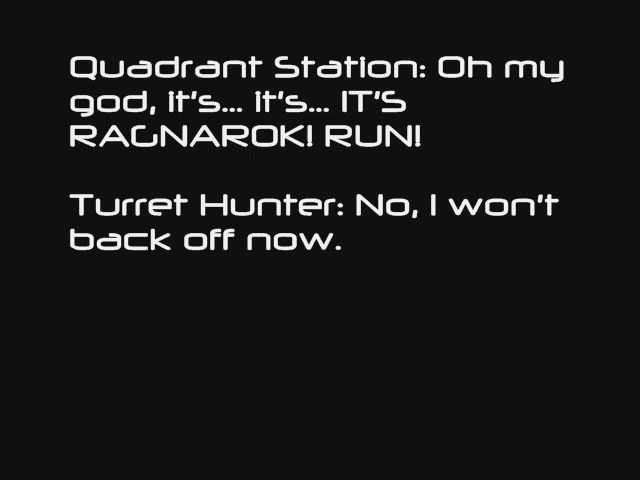 Quadrant Station: Oh my
god, it's... it's... IT'S
RAGNAROK! RUN!
Turret Hunter: No, I won't
back off now.